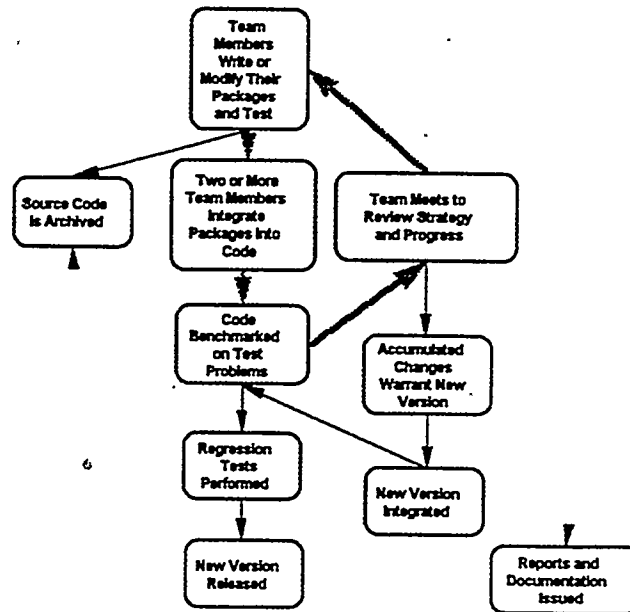 Team
Members
Write or
Modify Their
Packages
and Test
Source Code
is Archived
Two or More
Team Members
Integrate
Packages Into
Code
Team Meets to
Review Strategy
and Progress
Code
Benchmarked
on Test
Problems
Accumulated
Changes
Warrant New
Version
Regression
Tests
Performed
New Version
Integrated
New Version
Released
Reports and
Documentation
Issued